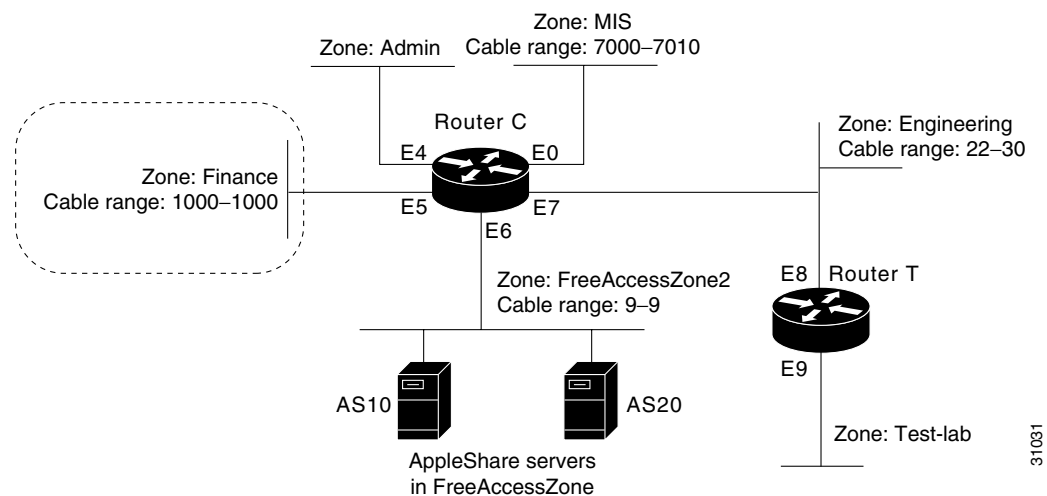 Zone: MIS
Cable range: 7000–7010
Zone: Admin
Router C
E4
E0
Zone: Engineering
Cable range: 22–30
Zone: Finance
Cable range: 1000–1000
E5
E7
E6
Zone: FreeAccessZone2
Cable range: 9–9
E8
Router T
E9
AS10
AS20
Zone: Test-lab
AppleShare servers
in FreeAccessZone
31031